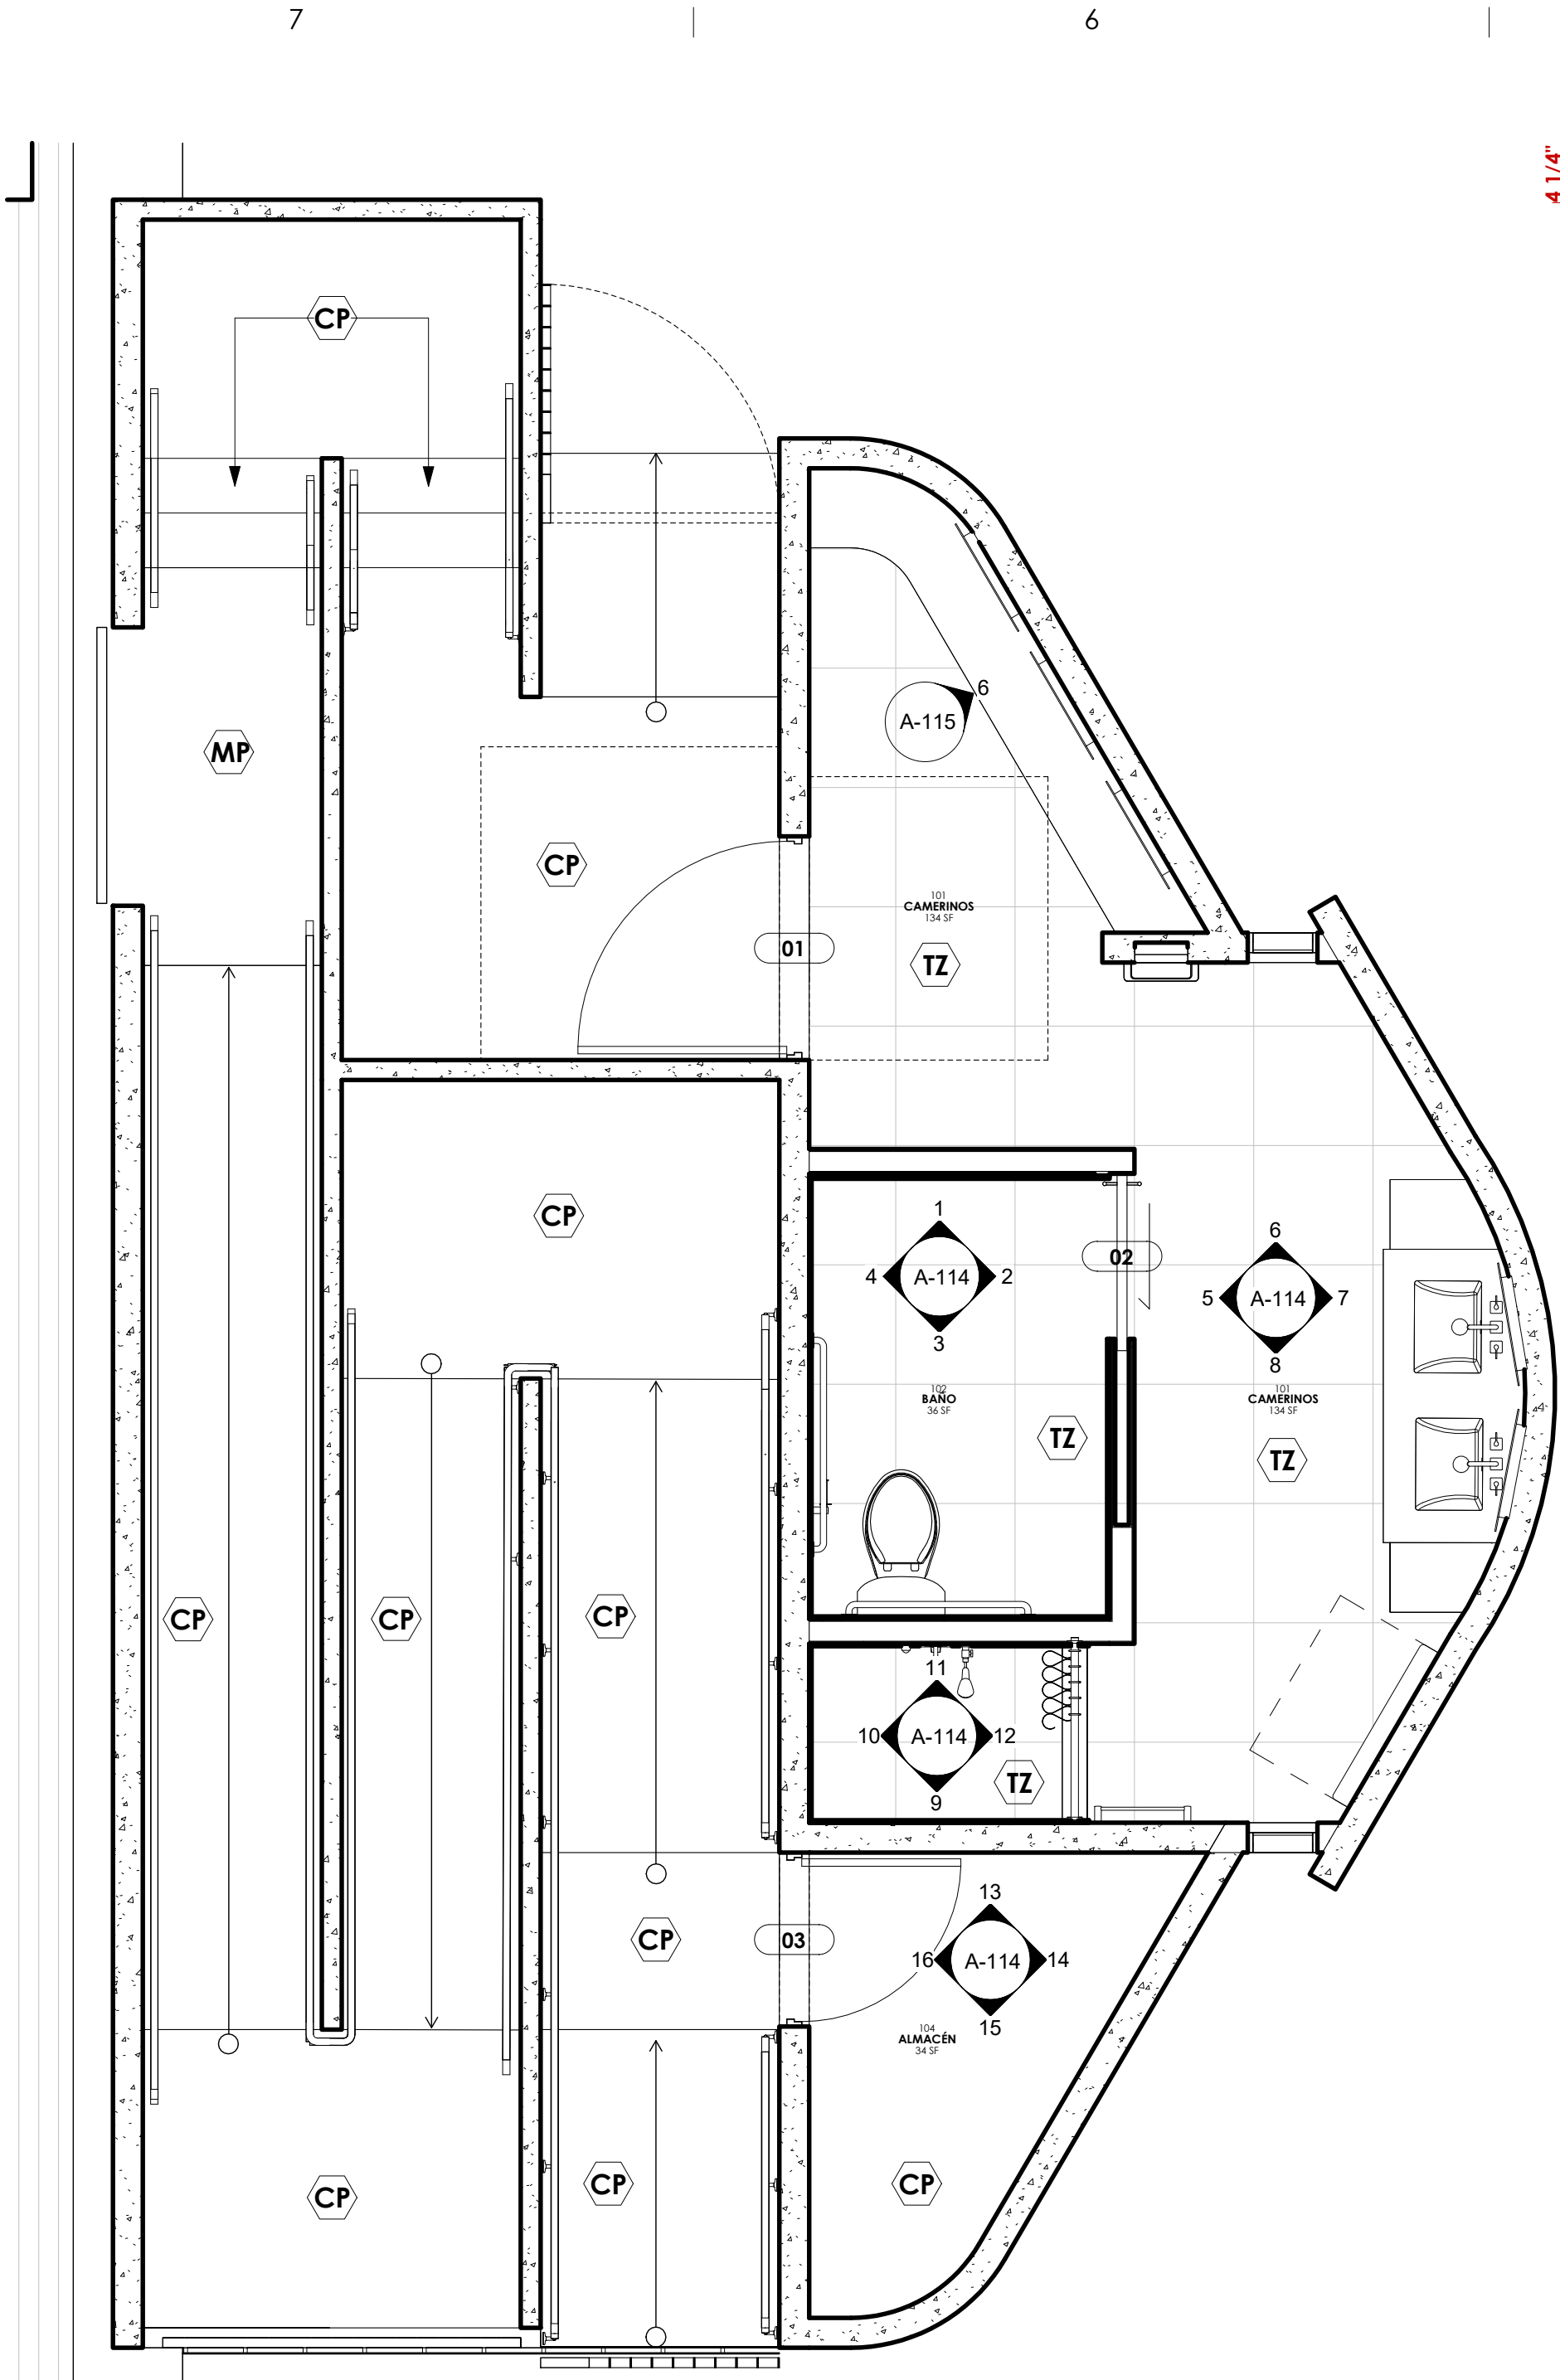 7
6
4 1/4"
CP
6
A-115
MP
CP
101
CAMERINOS
134 SF
01
TZ
CP
1
4
A-114
2
3
02
6
5
A-114
7
8
102
BAÑO
36 SF
101
CAMERINOS
134 SF
TZ
TZ
CP
CP
CP
11
10
A-114
12
9
TZ
CP
03
13
16
A-114
14
15
104
ALMACÉN
34 SF
CP
CP
CP